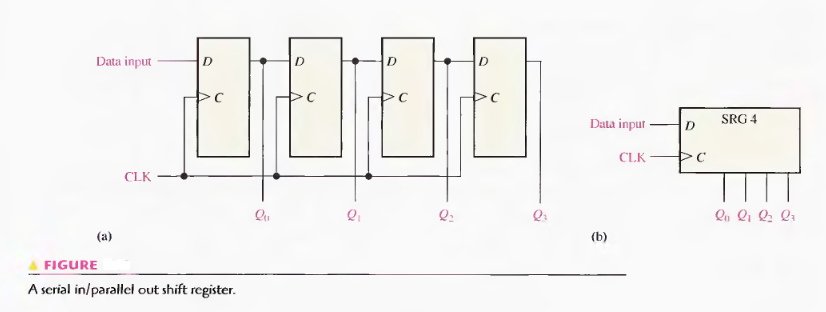 Data input D D D D
C C C C
CLK
Q0 Q1 Q2 Q3
(a)
Data input D SRG 4
CLK C
Q0 Q1 Q2 Q3
(b)
FIGURE
A serial in/parallel out shift register.